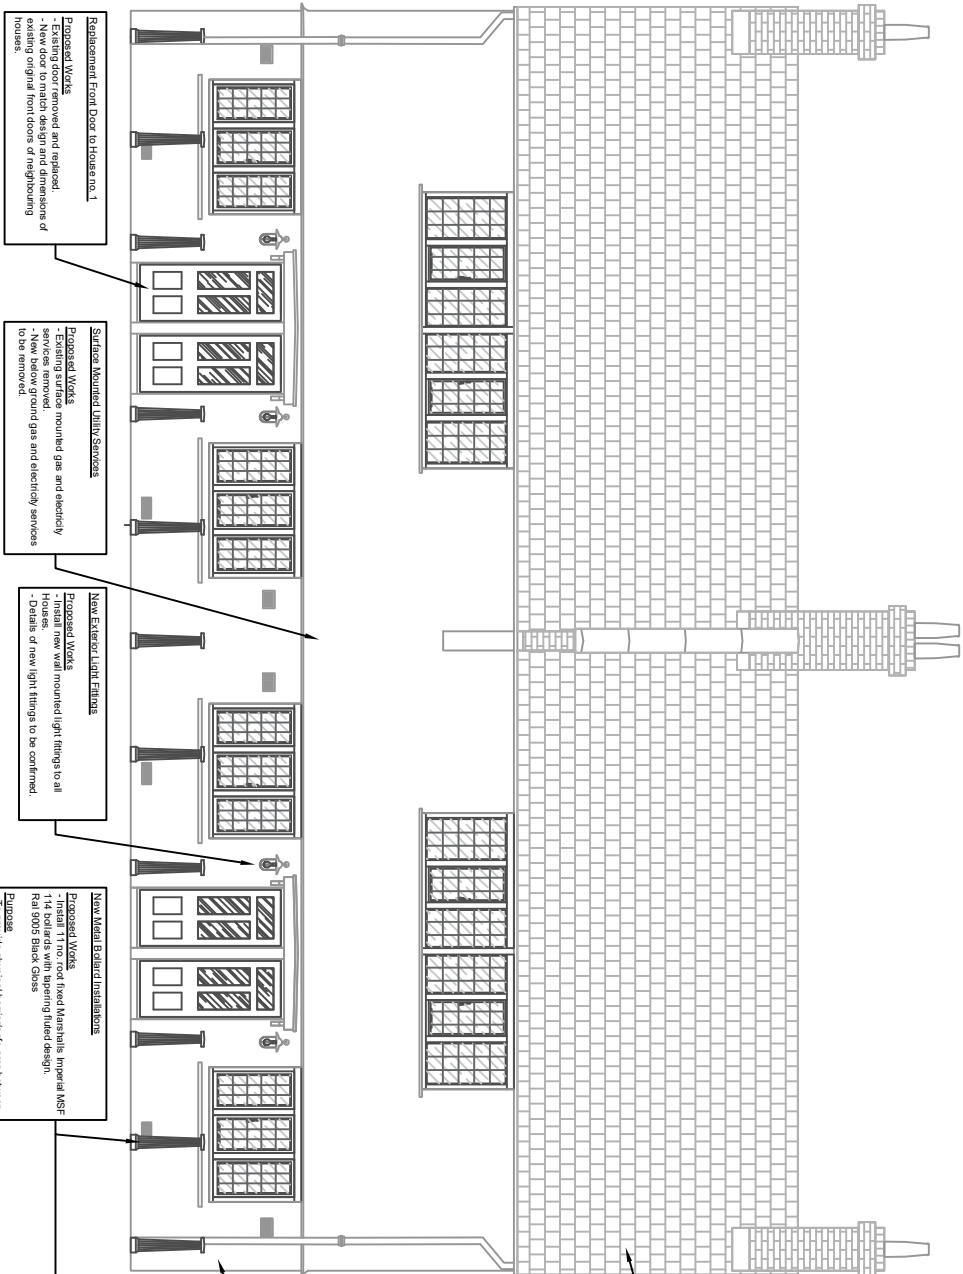 Replacement Front Door to House no.1
Proposed Works
- Existing door removed and replaced.
- New door to match design and dimensions of
existing original front doors of neighbouring
houses.
Surface Mounted Utility Services
Proposed Works
- Existing surface mounted gas and electricity
services removed.
- New below ground gas and electricity services
to be removed.
New Exterior Light Fittings
Proposed Works
- Install new wall mounted light fittings to all
Houses.
- Details of new light fittings to be confirmed.
New Metal Bollard Installations
Proposed Works
- Install 11 no. root fixed Marshalls Imperial MSF
114 bollards with tapering fluted design.
Ral 9005 Black Gloss
Purpose